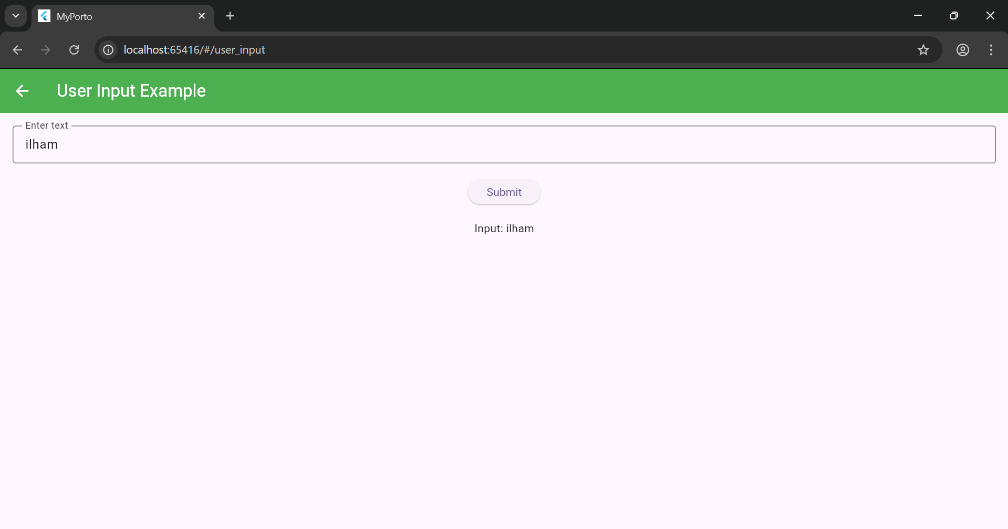 MyPorto
localhost:65416/#/user_input
User Input Example
Enter text
ilham
Submit
Input: ilham